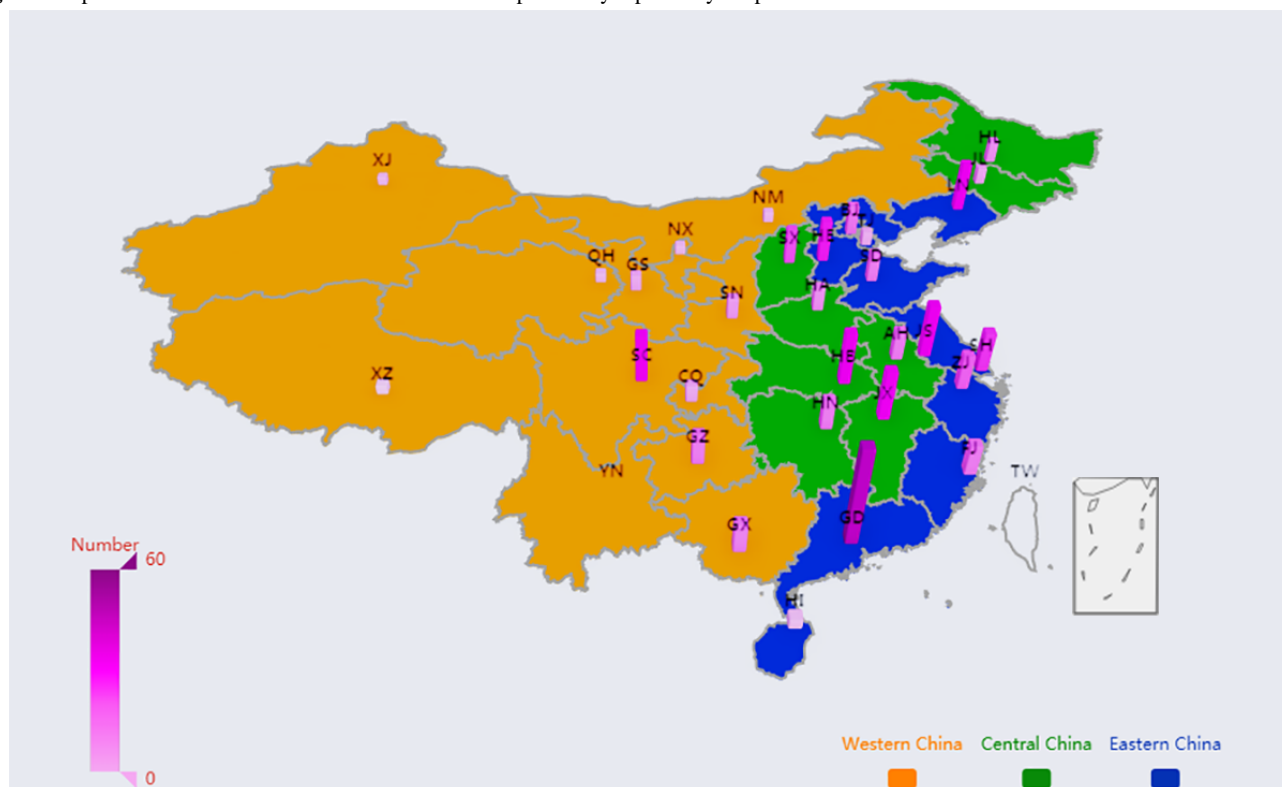 HL
XJ
JL
LN
NM
BJ
TJ
NX
SX
HE
QH
GS
SD
HA
SN
AH
JS
SH
SC
HB
ZJ
XZ
CQ
JX
HN
GZ
FJ
YN
TW
GD
GX
Number
60
HI
Western China
Central China
Eastern China
0